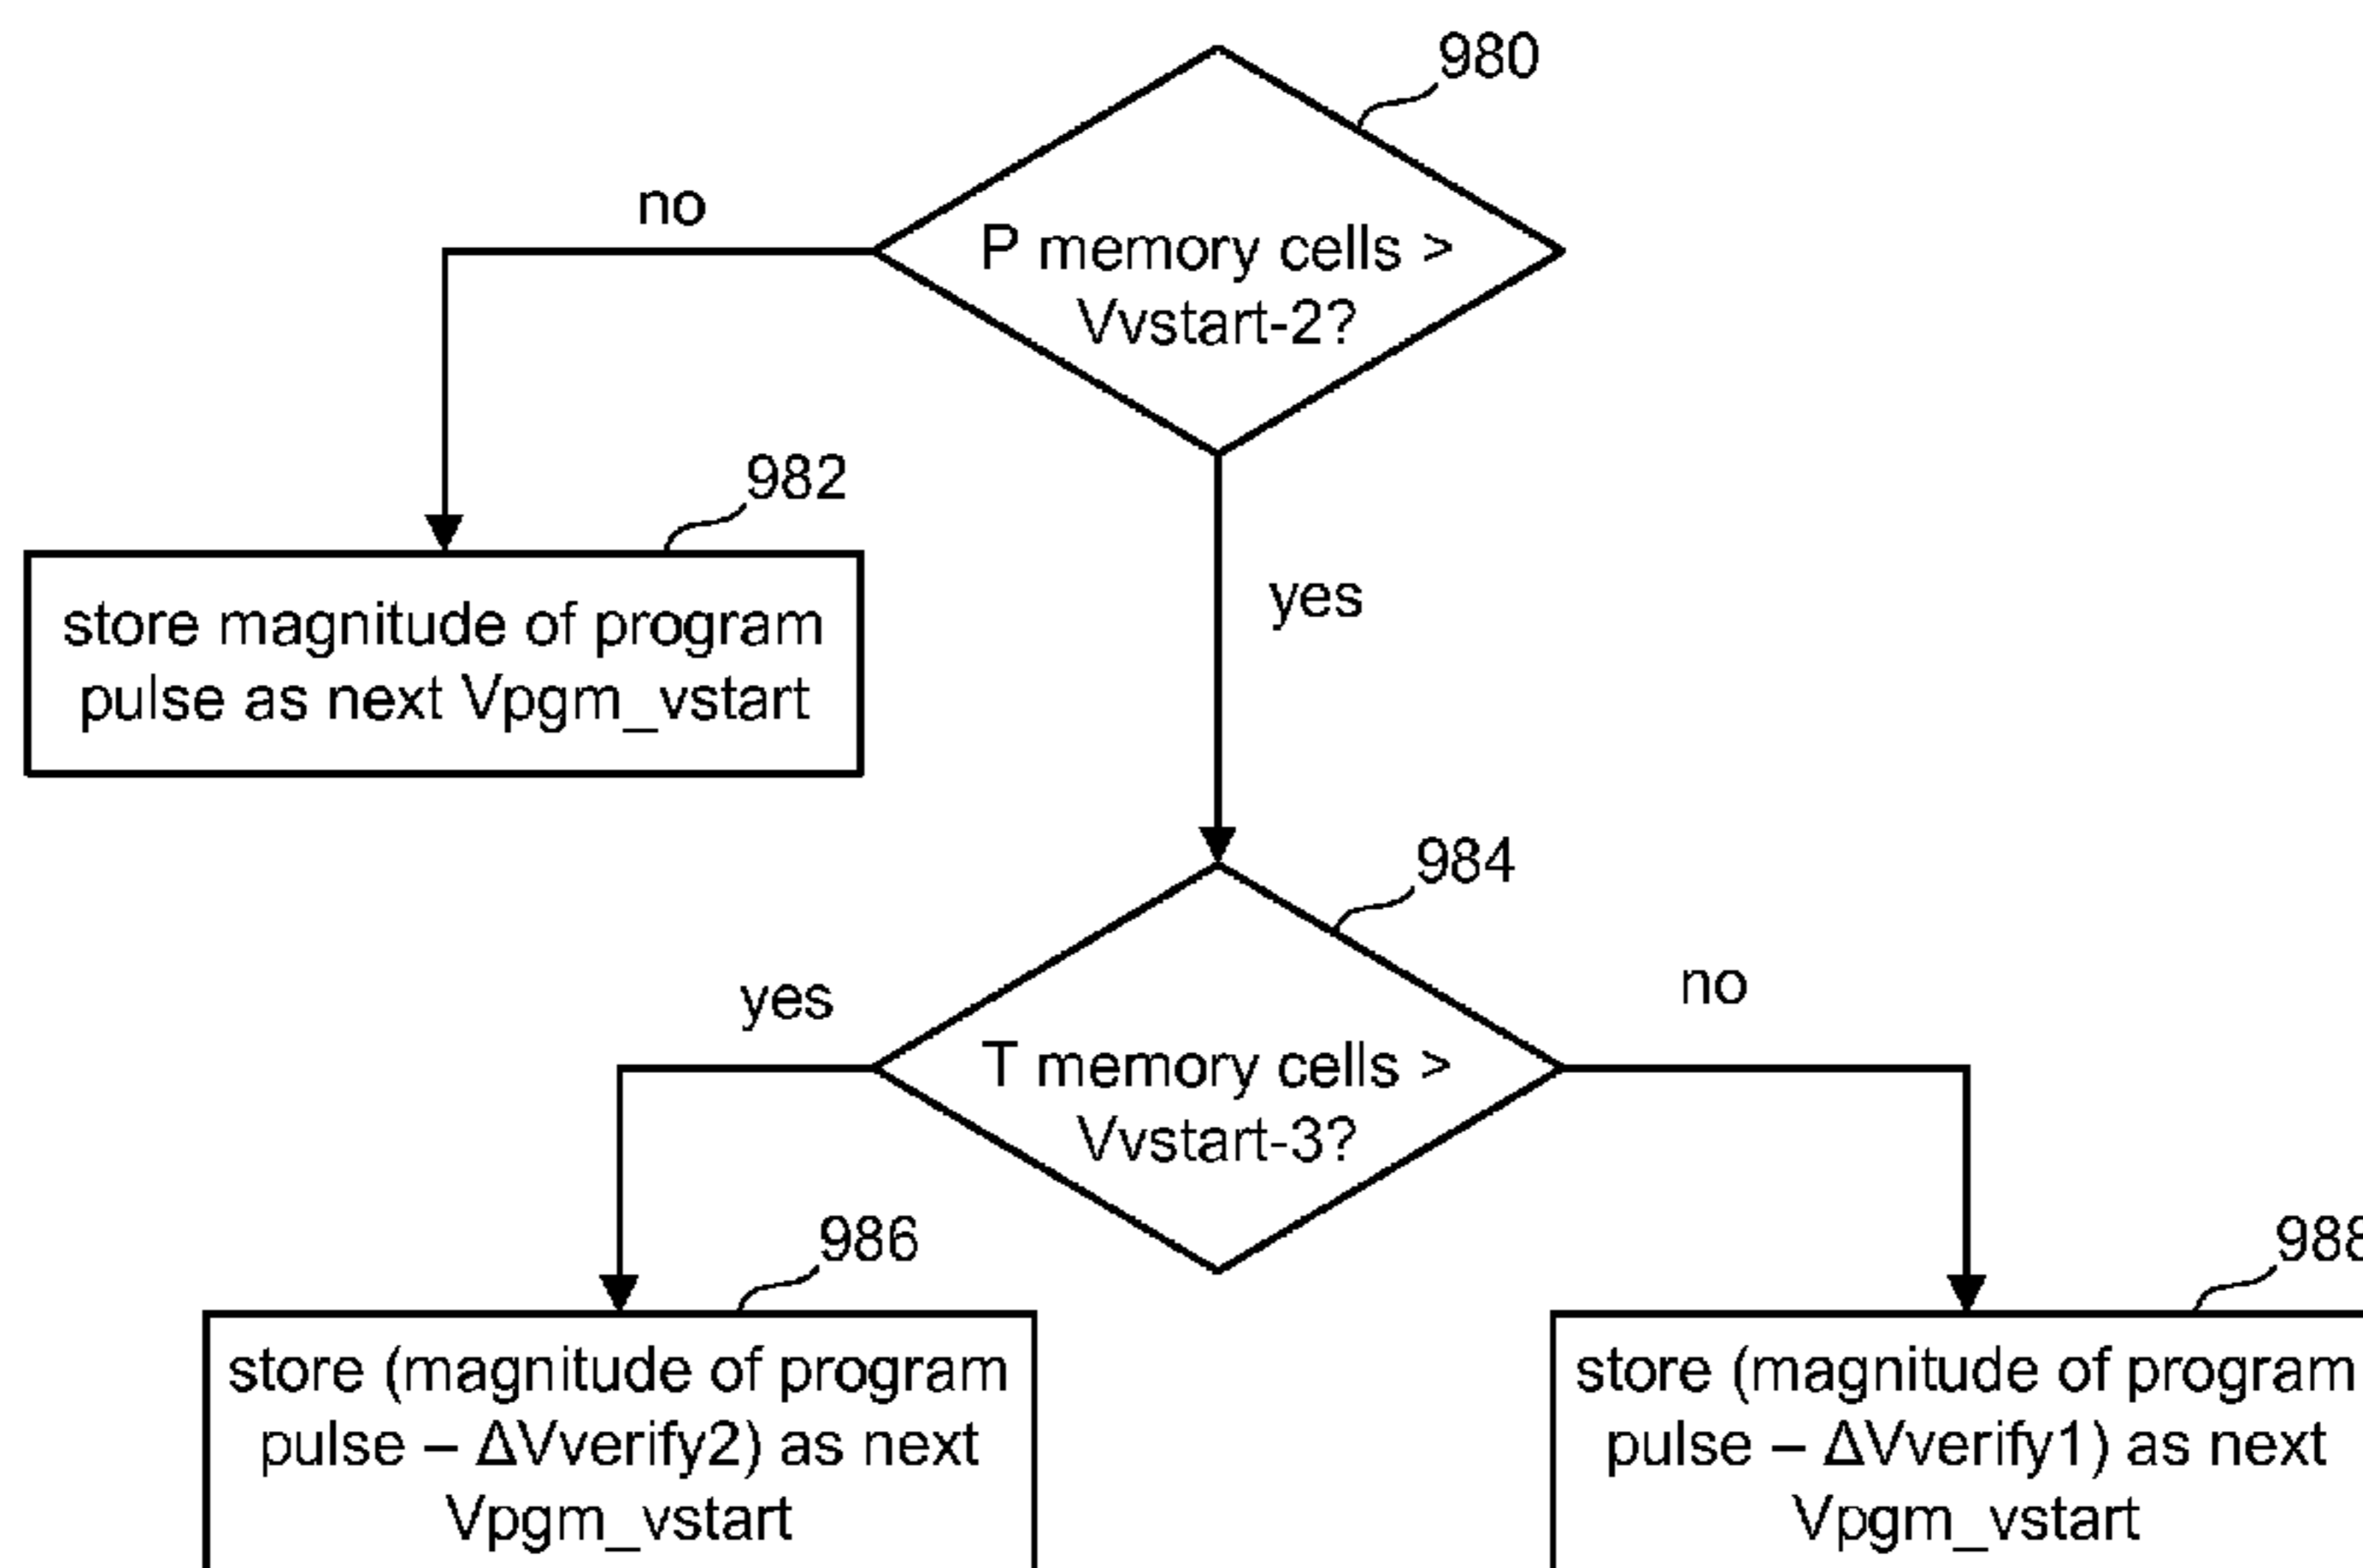 980
no
P memory cells >
Vvstart-2?
982
yes
store magnitude of program
pulse as next Vpgm_vstart
984
yes
no
T memory cells >
Vvstart-3?
986
988
store (magnitude of program
pulse – ΔVverify2) as next
Vpgm_vstart
store (magnitude of program
pulse – ΔVverify1) as next
Vpgm_vstart